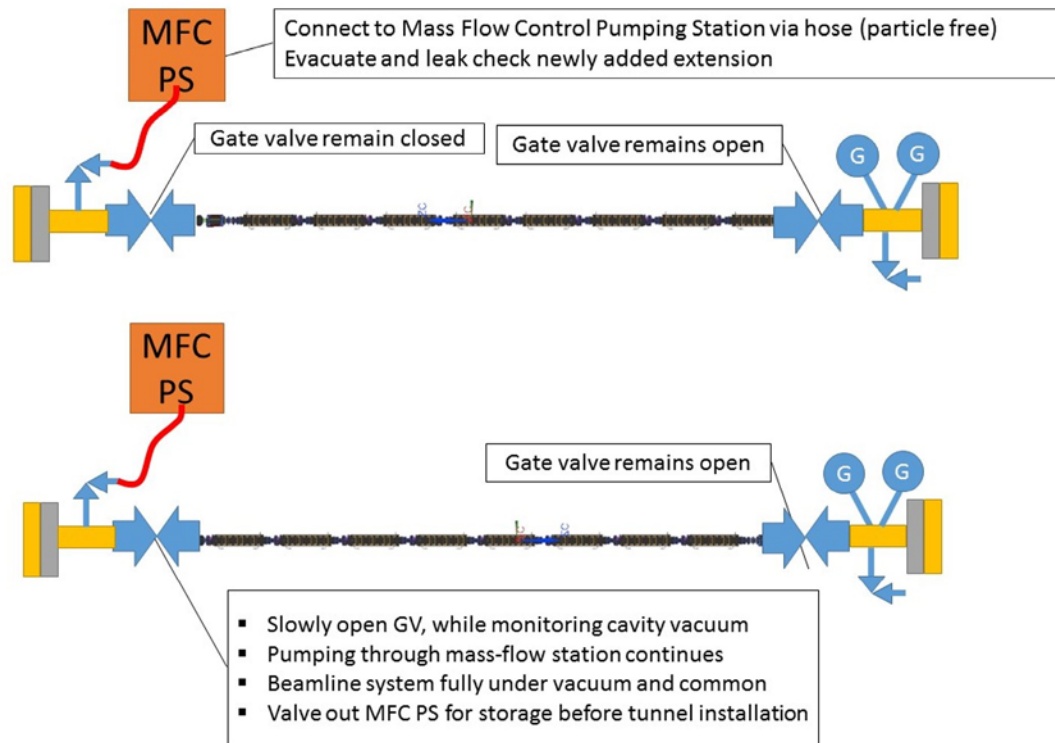 MFC
PS
Connect to Mass Flow Control Pumping Station via hose (particle free)
Evacuate and leak check newly added extension
Gate valve remain closed
Gate valve remains open
G G
MFC
PS
Gate valve remains open
G G
▪ Slowly open GV, while monitoring cavity vacuum
▪ Pumping through mass-flow station continues
▪ Beamline system fully under vacuum and common
▪ Valve out MFC PS for storage before tunnel installation